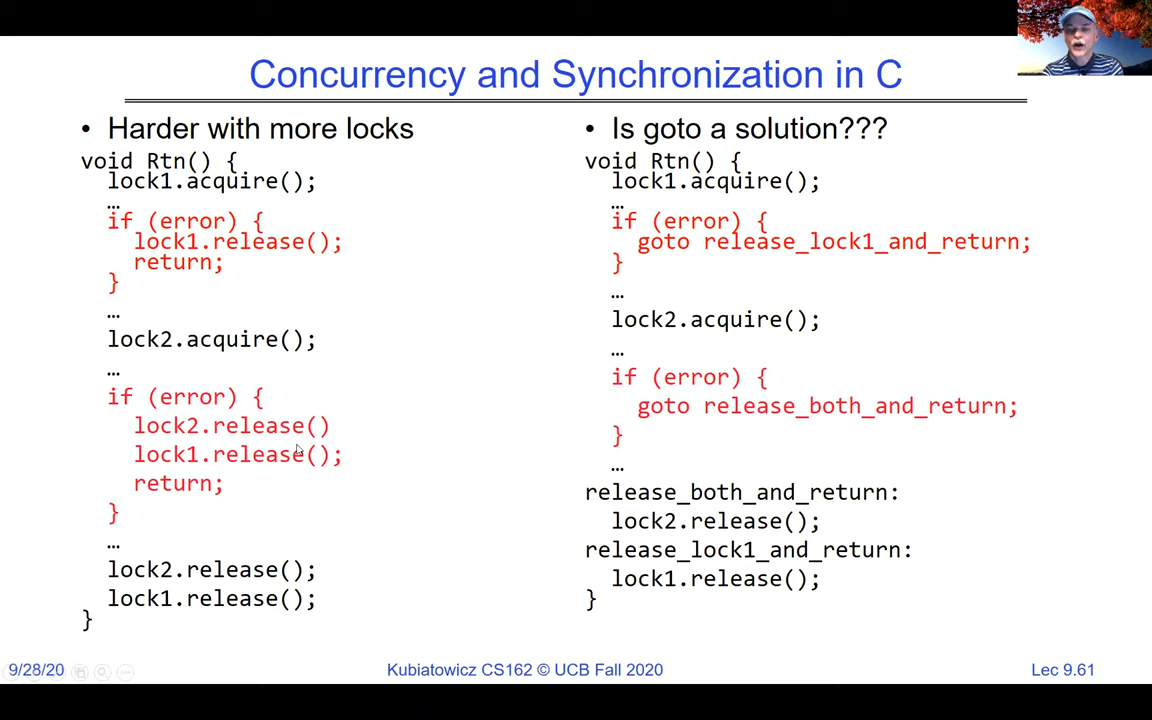 Concurrency and Synchronization in C
• Harder with more locks
void Rtn() {
lock1.acquire();
…
if (error) {
lock1.release();
return;
}
…
lock2.acquire();
…
if (error) {
lock2.release()
lock1.release();
return;
}
…
lock2.release();
lock1.release();
}
• Is goto a solution???
void Rtn() {
lock1.acquire();
…
if (error) {
goto release_lock1_and_return;
}
…
lock2.acquire();
…
if (error) {
goto release_both_and_return;
}
…
release_both_and_return:
lock2.release();
release_lock1_and_return:
lock1.release();
}
9/28/20
Kubiatowicz CS162 © UCB Fall 2020
Lec 9.61